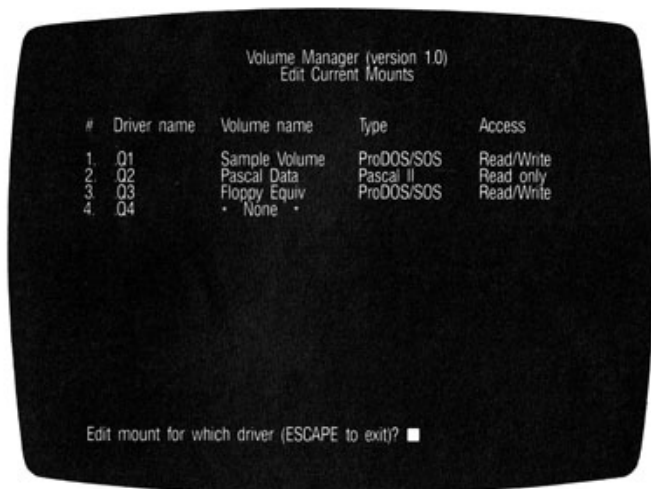 Volume Manager (version 1.0)
Edit Current Mounts
# Driver name Volume name Type Access
1. .Q1 Sample Volume ProDOS/SOS Read/Write
2. .Q2 Pascal Data Pascal II Read only
3. .Q3 Floppy Equiv ProDOS/SOS Read/Write
4. .Q4 * None *
Edit mount for which driver (ESCAPE to exit)?